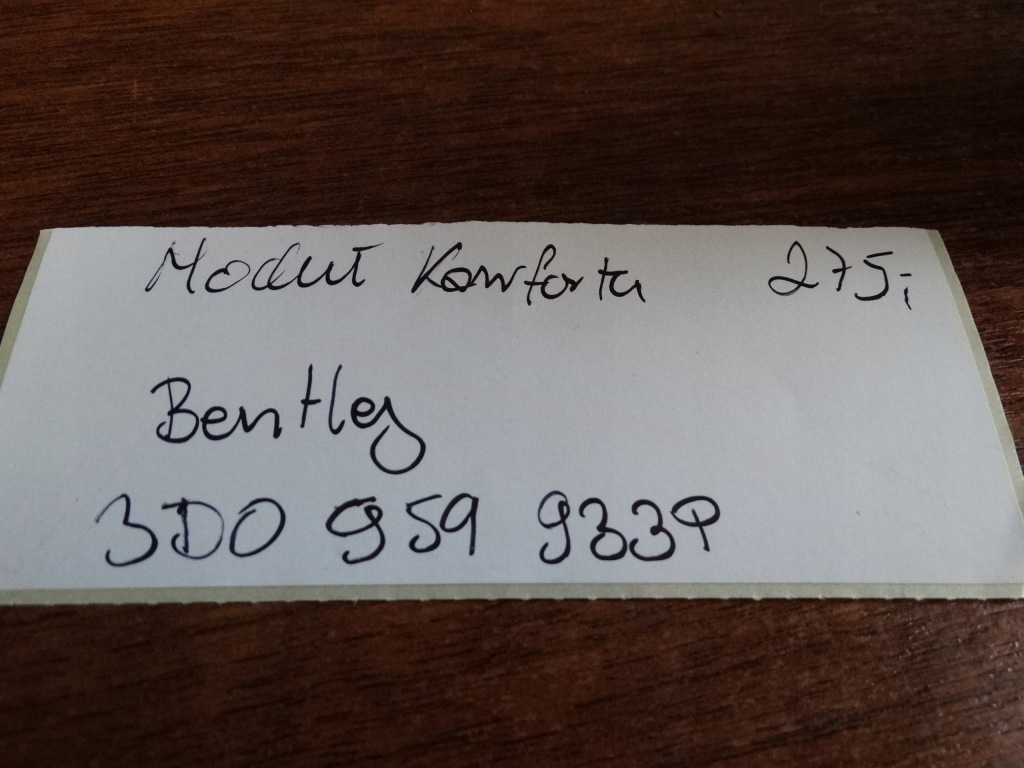 Moduł Komfortu 275,-
Bentley
3D0 959 933P